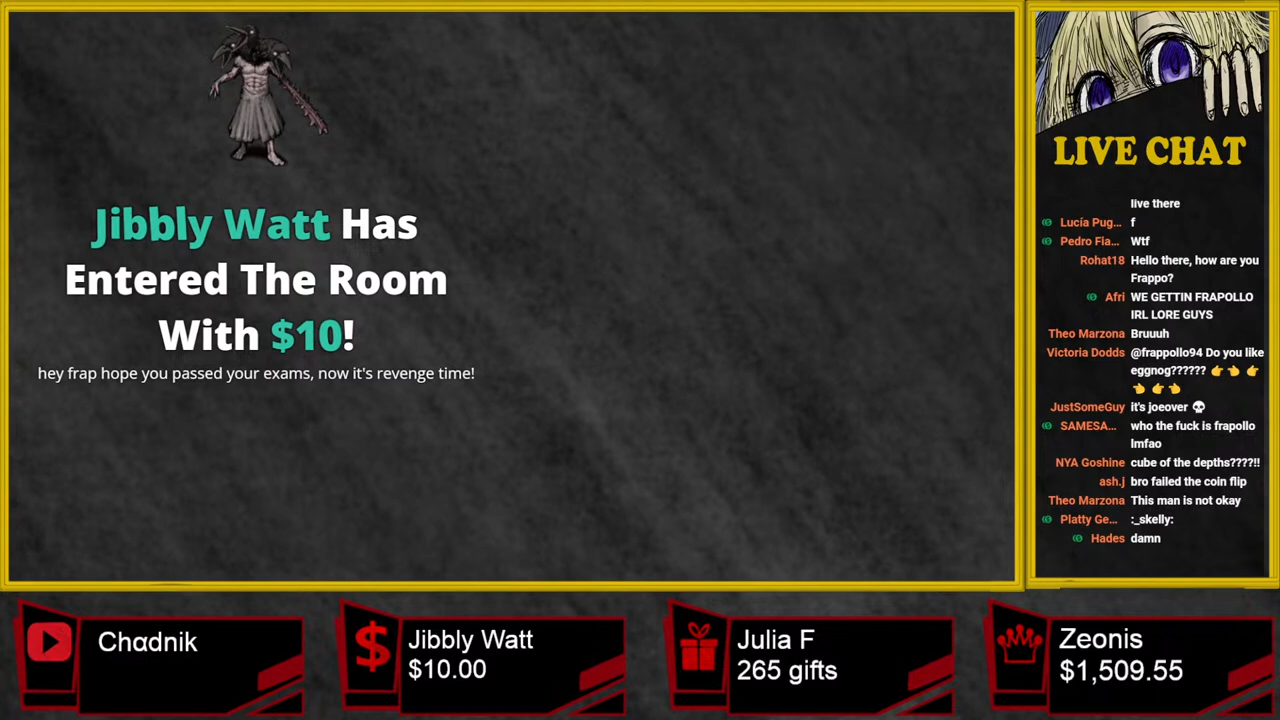 Jibbly Watt Has
Entered The Room
With $10!
hey frap hope you passed your exams, now it's revenge time!
LIVE CHAT
live there
Lucía Pug... f
Pedro Fla... Wtf
Rohat18 Hello there, how are you
Frappo?
Afri WE GETTIN FRAPOLLO
IRL LORE GUYS
Theo Marzona Bruuuh
Victoria Dodds @frappollo94 Do you like
eggnog?????? 👉 👈 👉
👈 👉 👈
JustSomeGuy it's joeover 💀
SAMESA... who the fuck is frapollo
lmfao
NYA Goshine cube of the depths????!!
ash.j bro failed the coin flip
Theo Marzona This man is not okay
Platty Ge... :_skelly:
Hades damn
Chɑdnik
Jibbly Watt
$10.00
Julia F
265 gifts
Zeonis
$1,509.55